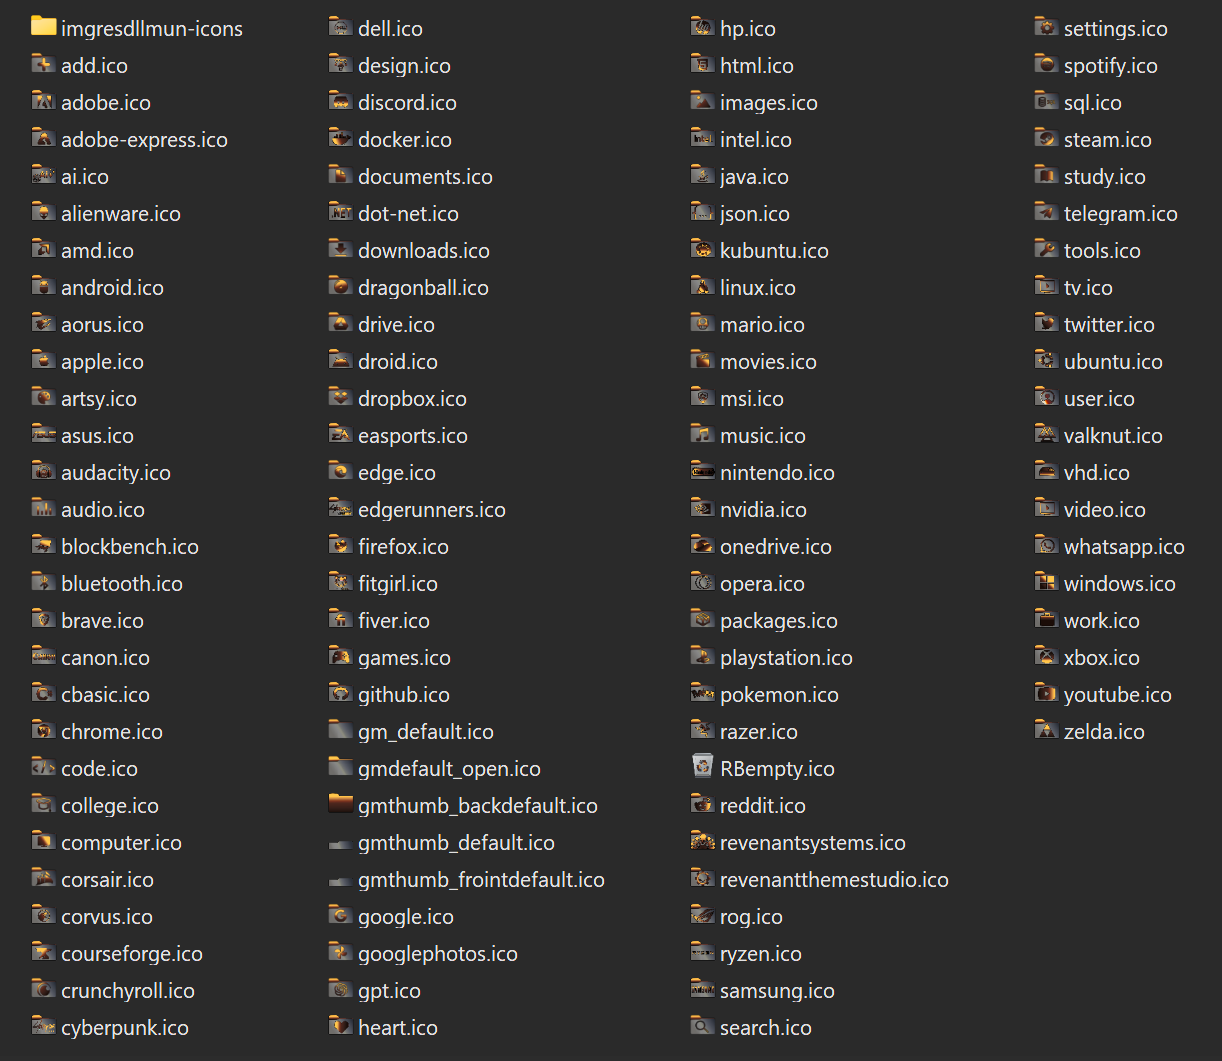 imgresdllmun-icons
add.ico
adobe.ico
adobe-express.ico
ai.ico
alienware.ico
amd.ico
android.ico
aorus.ico
apple.ico
artsy.ico
asus.ico
audacity.ico
audio.ico
blockbench.ico
bluetooth.ico
brave.ico
canon.ico
cbasic.ico
chrome.ico
code.ico
college.ico
computer.ico
corsair.ico
corvus.ico
courseforge.ico
crunchyroll.ico
cyberpunk.ico
dell.ico
design.ico
discord.ico
docker.ico
documents.ico
dot-net.ico
downloads.ico
dragonball.ico
drive.ico
droid.ico
dropbox.ico
easports.ico
edge.ico
edgerunners.ico
firefox.ico
fitgirl.ico
fiver.ico
games.ico
github.ico
gm_default.ico
gmdefault_open.ico
gmthumb_backdefault.ico
gmthumb_default.ico
gmthumb_frointdefault.ico
google.ico
googlephotos.ico
gpt.ico
heart.ico
hp.ico
html.ico
images.ico
intel.ico
java.ico
json.ico
kubuntu.ico
linux.ico
mario.ico
movies.ico
msi.ico
music.ico
nintendo.ico
nvidia.ico
onedrive.ico
opera.ico
packages.ico
playstation.ico
pokemon.ico
razer.ico
RBempty.ico
reddit.ico
revenantsystems.ico
revenantthemestudio.ico
rog.ico
ryzen.ico
samsung.ico
search.ico
settings.ico
spotify.ico
sql.ico
steam.ico
study.ico
telegram.ico
tools.ico
tv.ico
twitter.ico
ubuntu.ico
user.ico
valknut.ico
vhd.ico
video.ico
whatsapp.ico
windows.ico
work.ico
xbox.ico
youtube.ico
zelda.ico